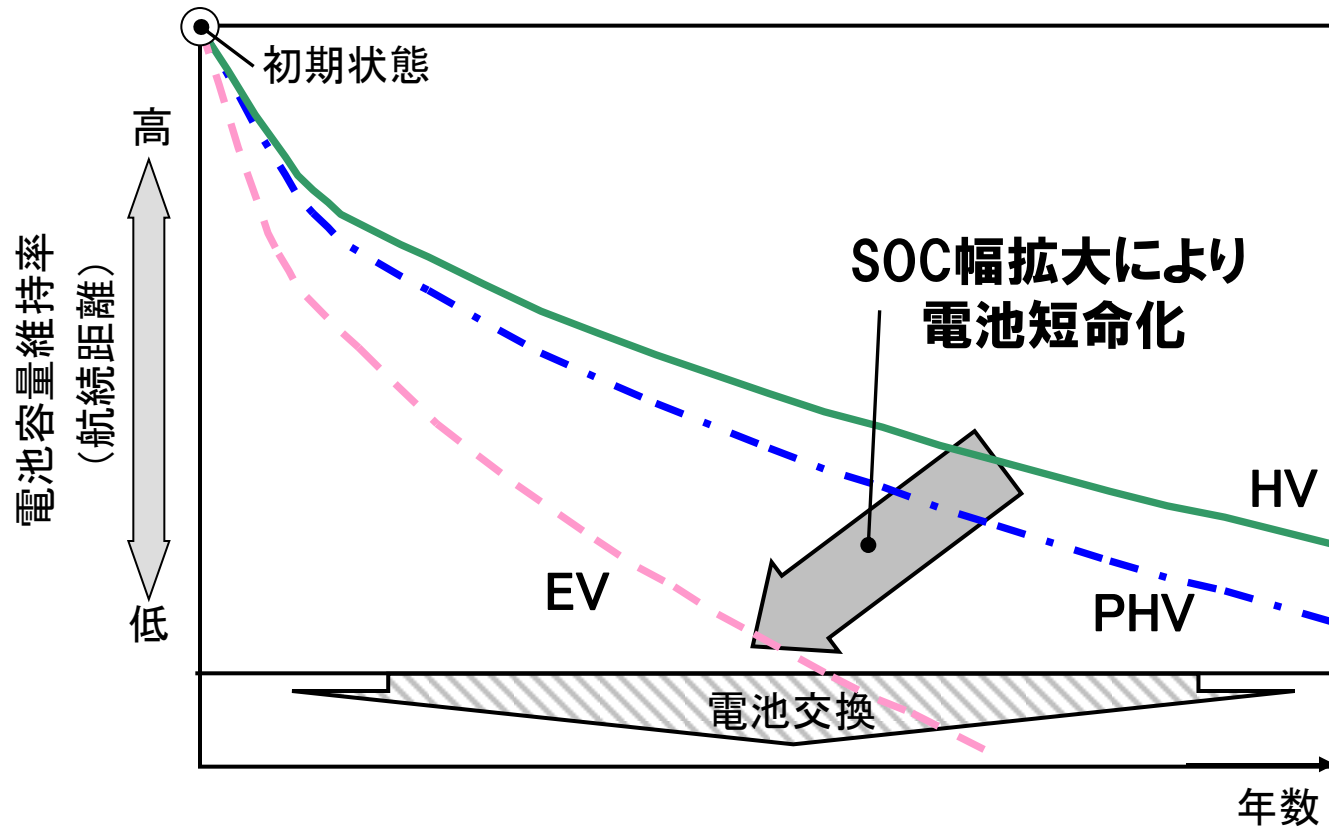 初期状態
高
電池容量維持率
（航続距離）
低
SOC幅拡大により
電池短命化
HV
EV
PHV
電池交換
年数